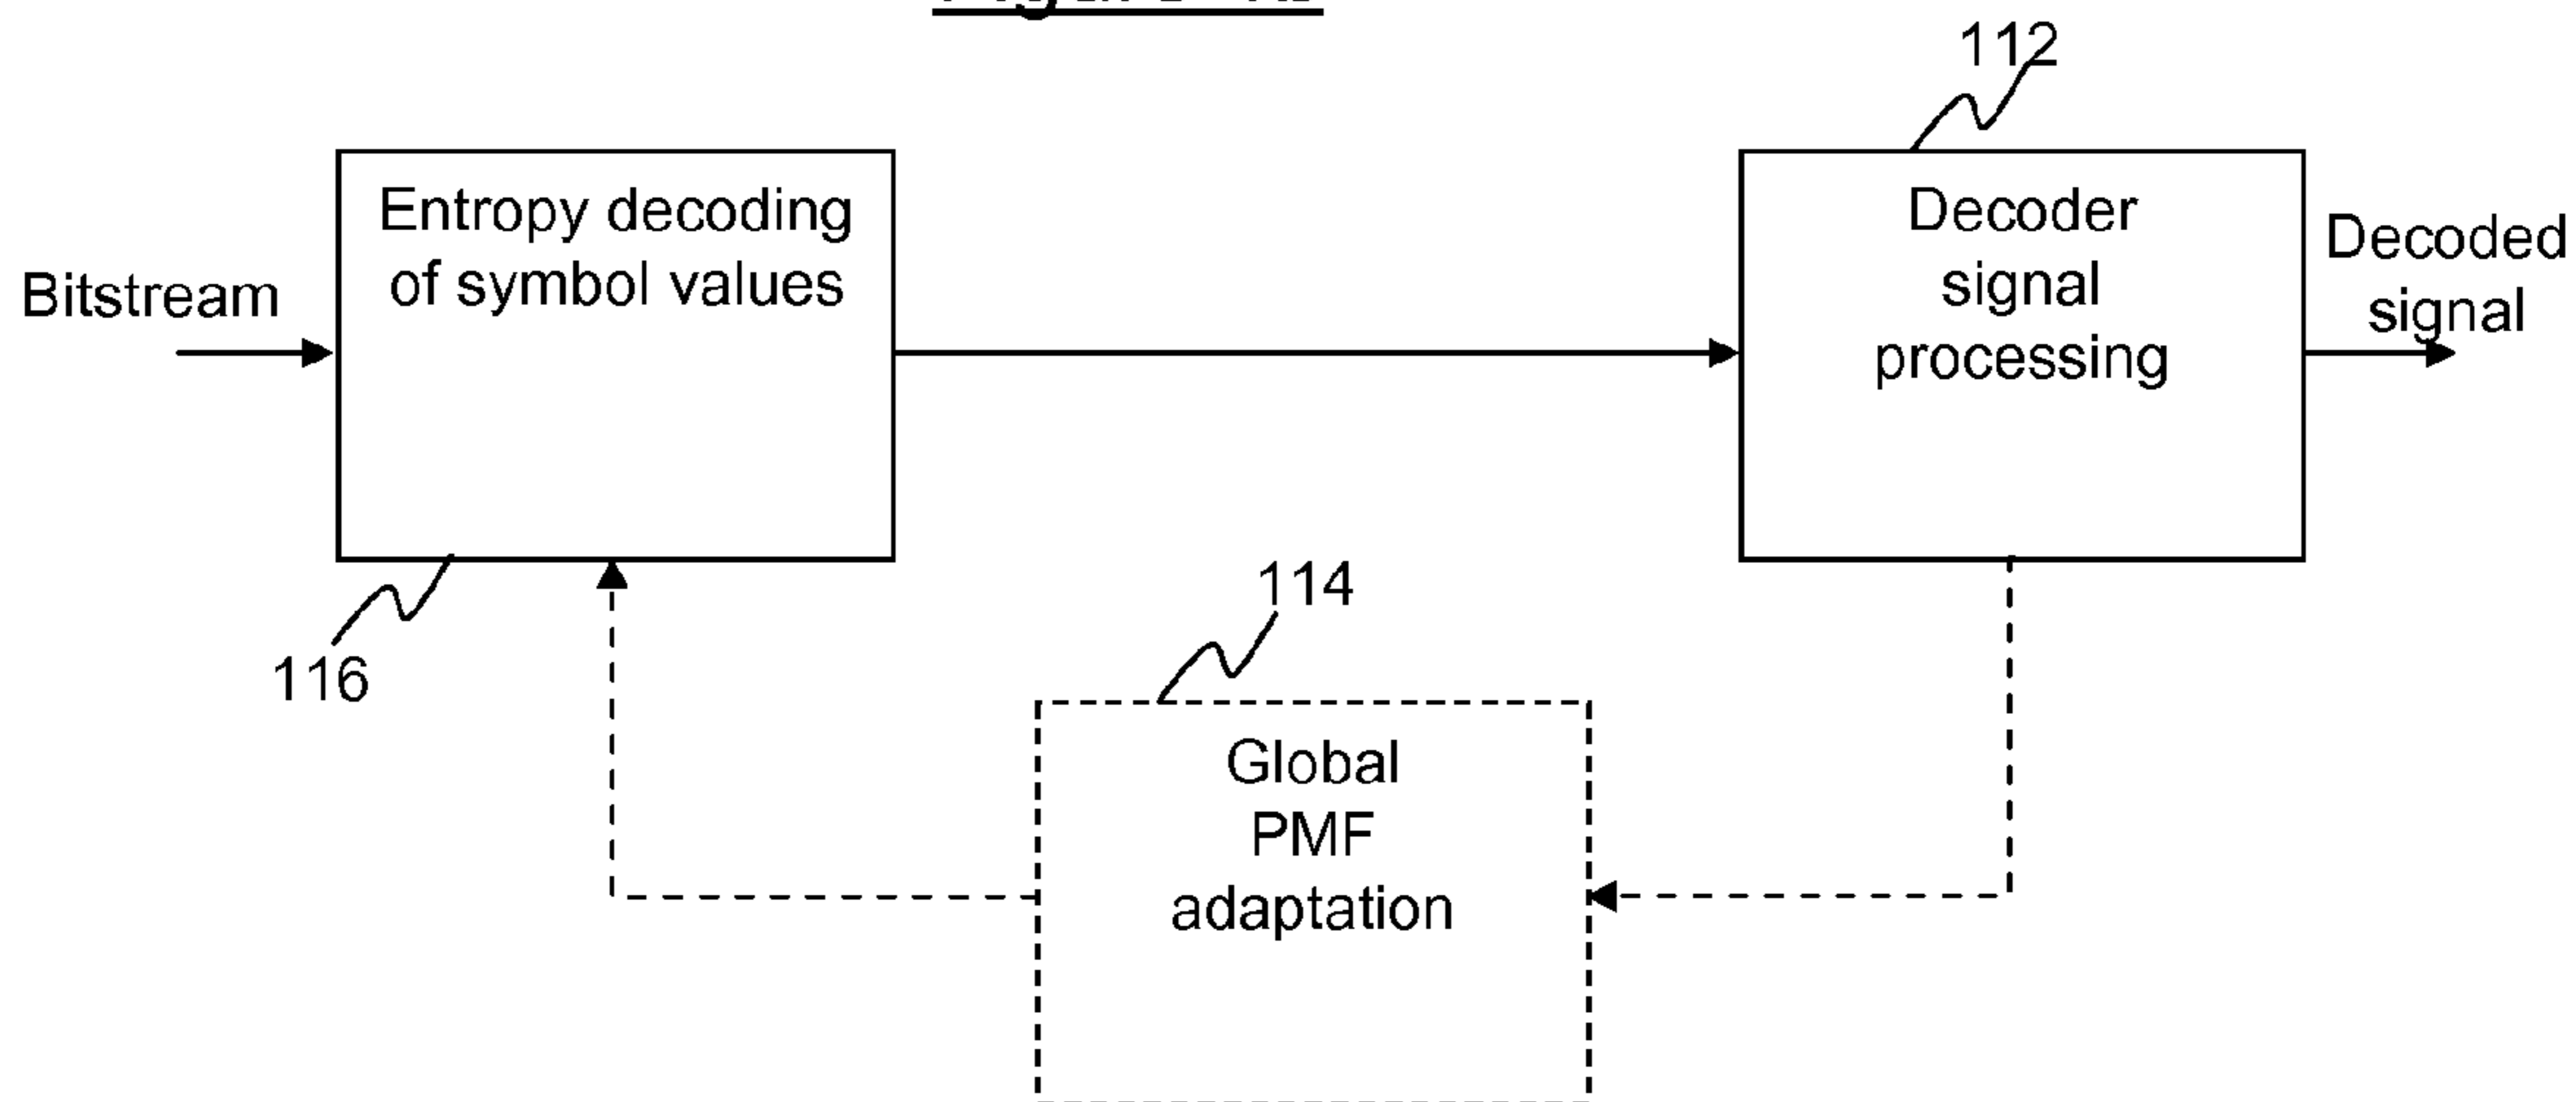 112
Entropy decoding
of symbol values
Decoder
signal
processing
Bitstream
Decoded
signal
116
114
Global
PMF
adaptation